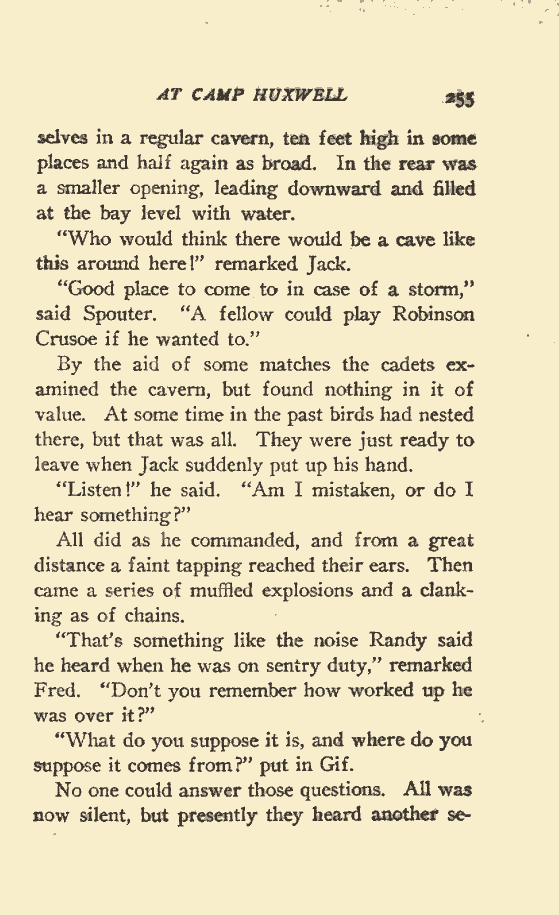 AT CAMP HUXWELL 255
selves in a regular cavern, ten feet high in some
places and half again as broad. In the rear was
a smaller opening, leading downward and filled
at the bay level with water.
"Who would think there would be a cave like
this around here!" remarked Jack.
"Good place to come to in case of a storm,"
said Spouter. "A fellow could play Robinson
Crusoe if he wanted to."
By the aid of some matches the cadets ex-
amined the cavern, but found nothing in it of
value. At some time in the past birds had nested
there, but that was all. They were just ready to
leave when Jack suddenly put up his hand.
"Listen!" he said. "Am I mistaken, or do I
hear something?"
All did as he commanded, and from a great
distance a faint tapping reached their ears. Then
came a series of muffled explosions and a clank-
ing as of chains.
"That's something like the noise Randy said
he heard when he was on sentry duty," remarked
Fred. "Don't you remember how worked up he
was over it?"
"What do you suppose it is, and where do you
suppose it comes from?" put in Gif.
No one could answer those questions. All was
now silent, but presently they heard another se-